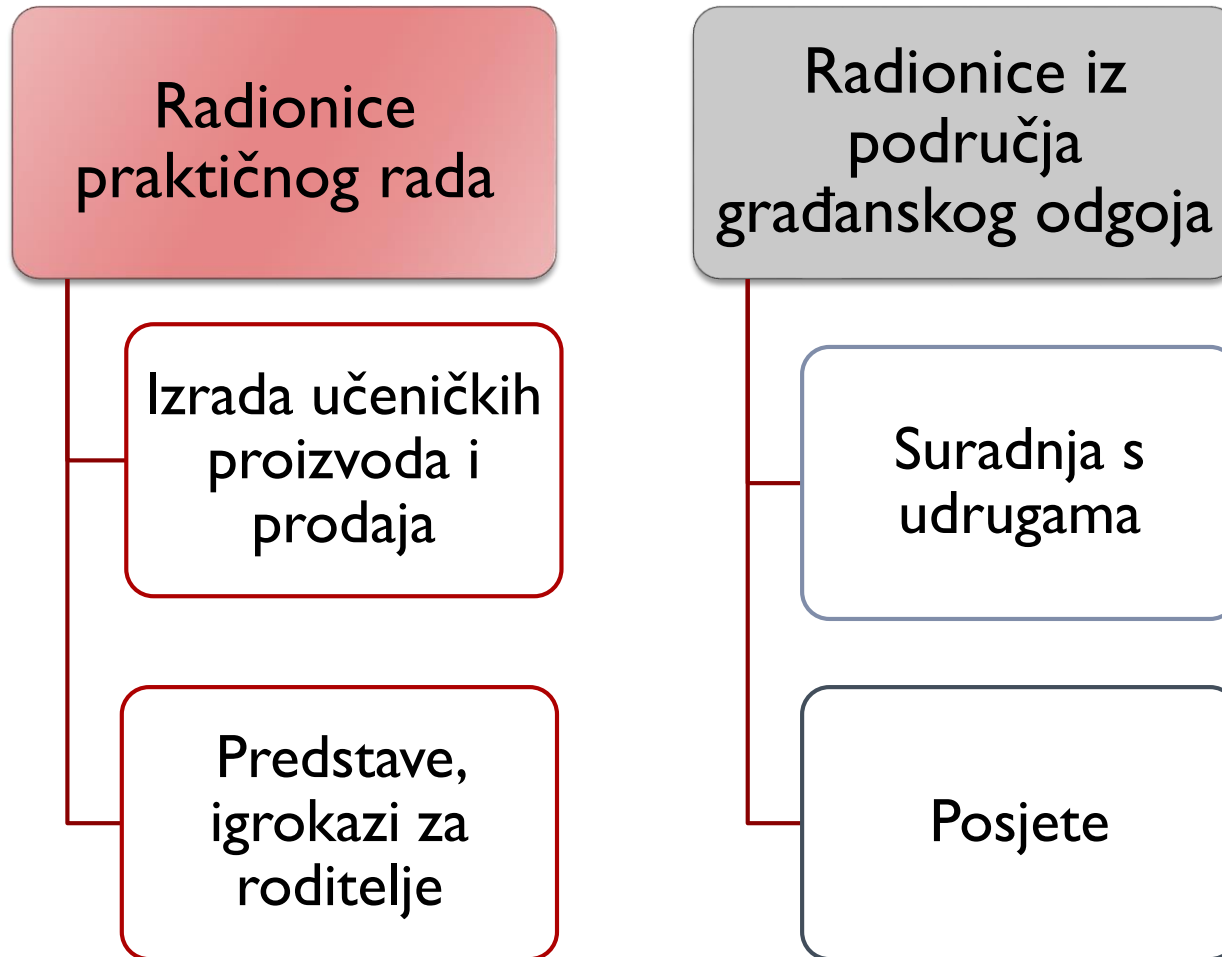 Radionice
praktičnog rada
Izrada učeničkih
proizvoda i
prodaja
Predstave,
igrokazi za
roditelje
Radionice iz
područja
građanskog odgoja
Suradnja s
udrugama
Posjete